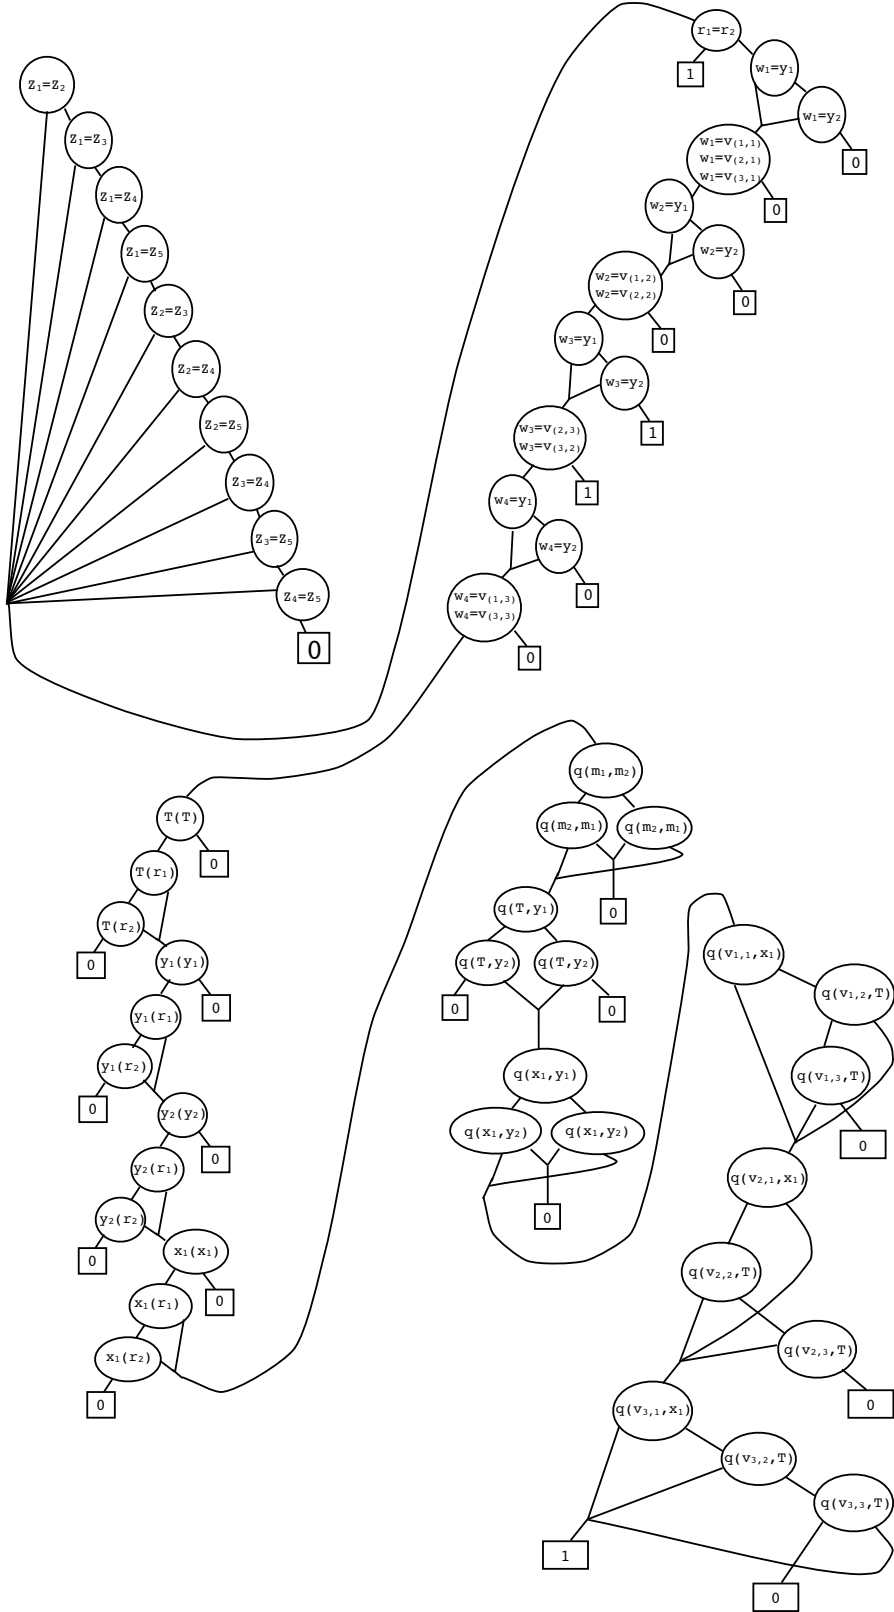 z₁=z₂
z₁=z₃
z₁=z₄
z₁=z₅
z₂=z₃
z₂=z₄
z₂=z₅
z₃=z₄
z₃=z₅
z₄=z₅
0
r₁=r₂
1
w₁=y₁
w₁=y₂
0
w₁=v₍₁,₁₎
w₁=v₍₂,₁₎
w₁=v₍₃,₁₎
0
w₂=y₁
w₂=y₂
0
w₂=v₍₁,₂₎
w₂=v₍₂,₂₎
0
w₃=y₁
w₃=y₂
1
w₃=v₍₂,₃₎
w₃=v₍₃,₂₎
1
w₄=y₁
w₄=y₂
0
w₄=v₍₁,₃₎
w₄=v₍₃,₃₎
0
T(T)
0
T(r₁)
T(r₂)
0
y₁(y₁)
0
y₁(r₁)
y₁(r₂)
0
y₂(y₂)
0
y₂(r₁)
y₂(r₂)
0
x₁(x₁)
0
x₁(r₁)
x₁(r₂)
0
q(m₁,m₂)
q(m₂,m₁)
q(m₂,m₁)
0
q(T,y₁)
q(T,y₂)
q(T,y₂)
0
0
q(x₁,y₁)
q(x₁,y₂)
q(x₁,y₂)
0
q(v₁,₁,x₁)
q(v₁,₂,T)
q(v₁,₃,T)
0
q(v₂,₁,x₁)
q(v₂,₂,T)
q(v₂,₃,T)
0
q(v₃,₁,x₁)
q(v₃,₂,T)
q(v₃,₃,T)
1
0